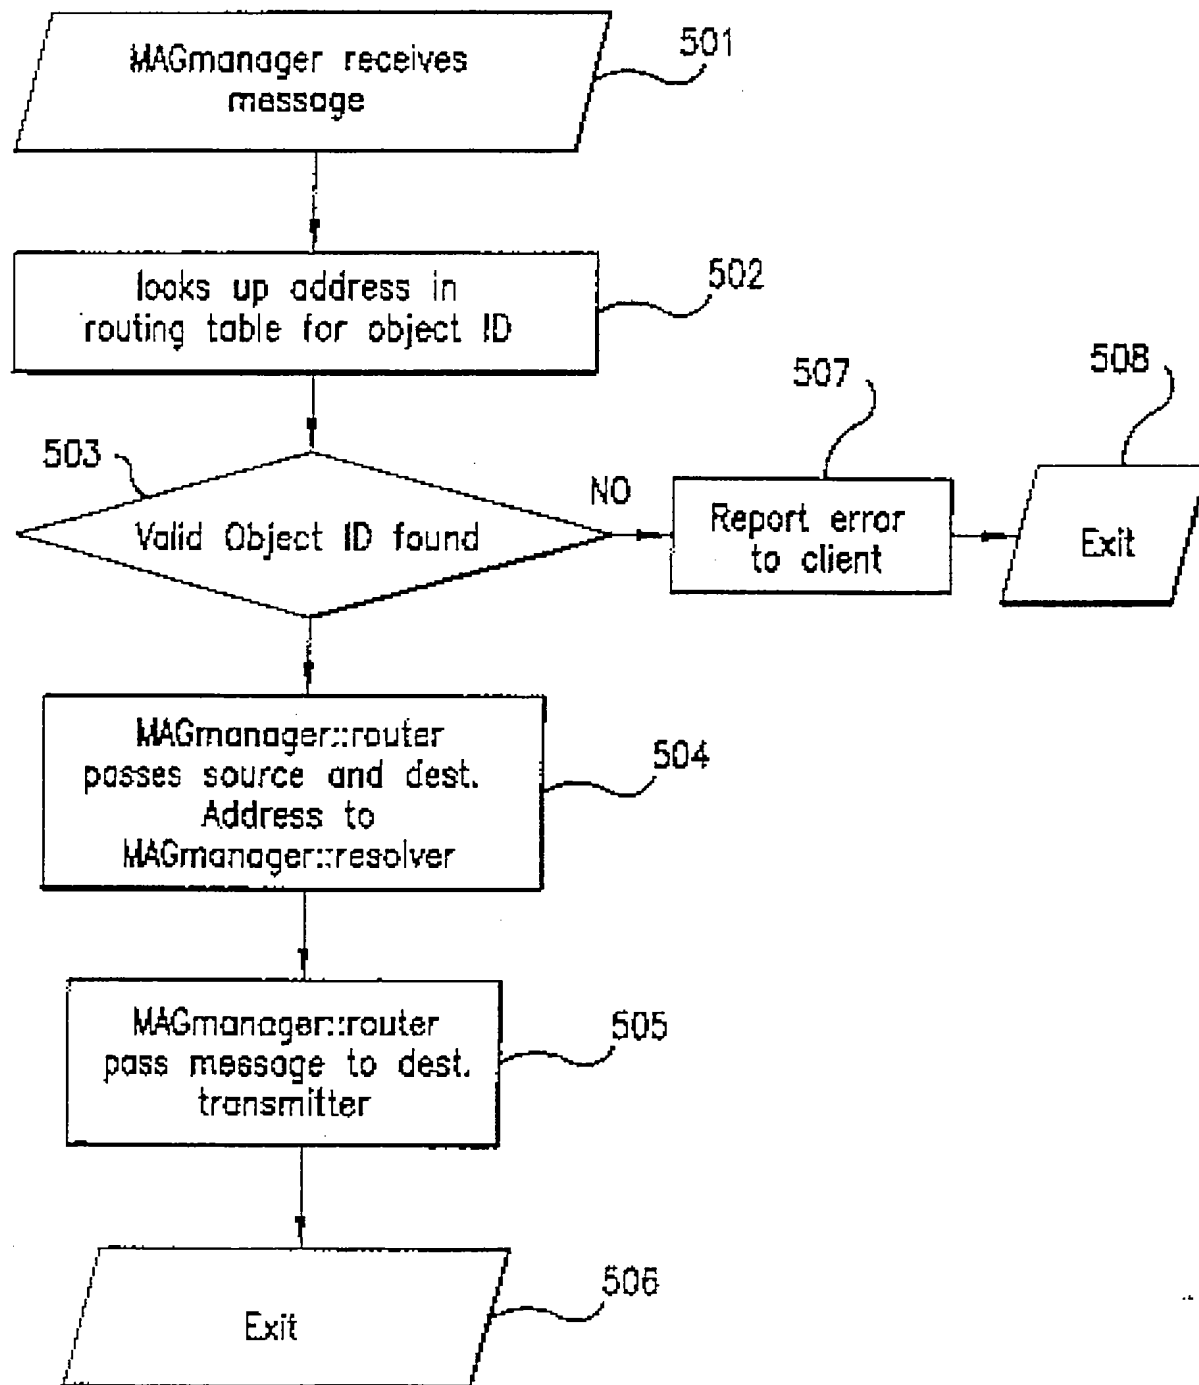 MAGmanager receives
message
501
looks up address in
routing table for object ID
502
503
Valid Object ID found
NO
507
Report error
to client
508
Exit
MAGmanager::router
passes source and dest.
Address to
MAGmanager::resolver
504
MAGmanager::router
pass message to dest.
transmitter
505
Exit
506